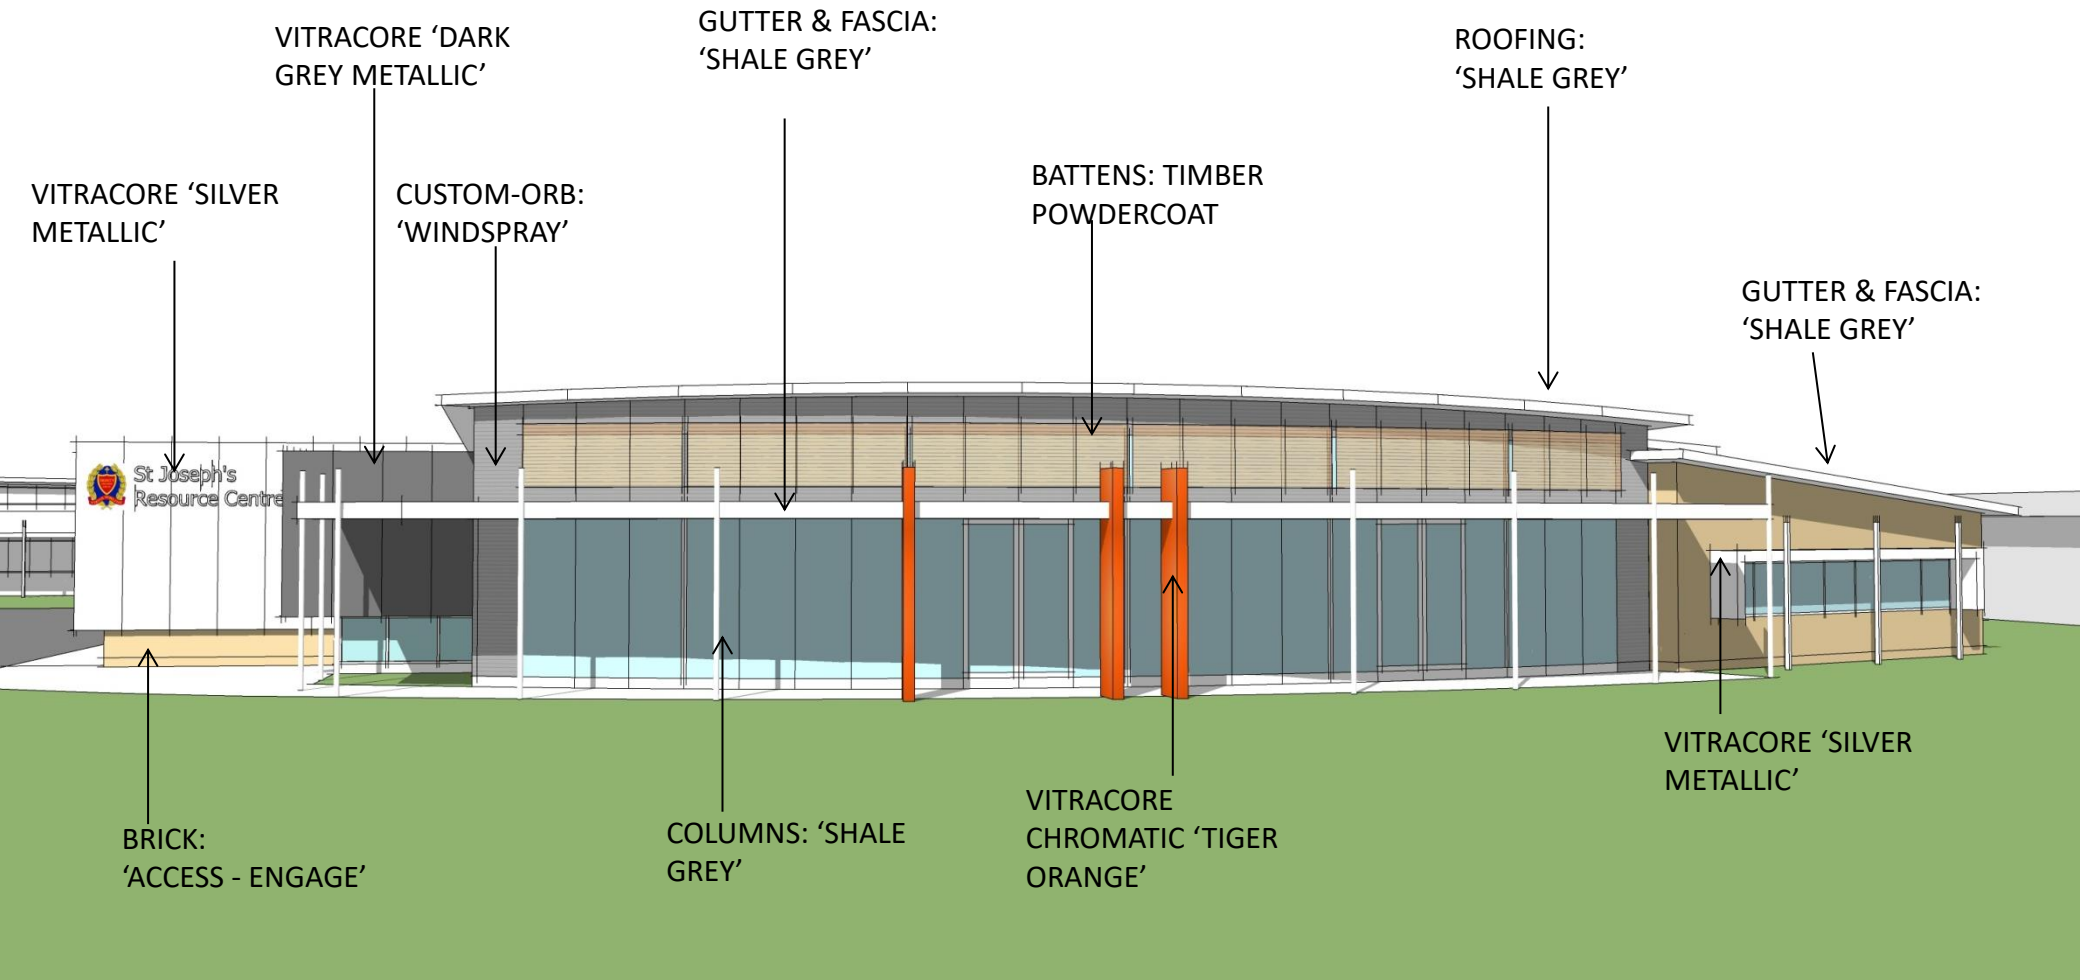 GUTTER & FASCIA:
‘SHALE GREY’
VITRACORE ‘DARK
GREY METALLIC’
ROOFING:
‘SHALE GREY’
BATTENS: TIMBER
POWDERCOAT
VITRACORE ‘SILVER
METALLIC’
CUSTOM-ORB:
‘WINDSPRAY’
GUTTER & FASCIA:
‘SHALE GREY’
St Joseph's
Resource Centre
VITRACORE ‘SILVER
METALLIC’
VITRACORE
CHROMATIC ‘TIGER
ORANGE’
COLUMNS: ‘SHALE
GREY’
BRICK:
‘ACCESS - ENGAGE’